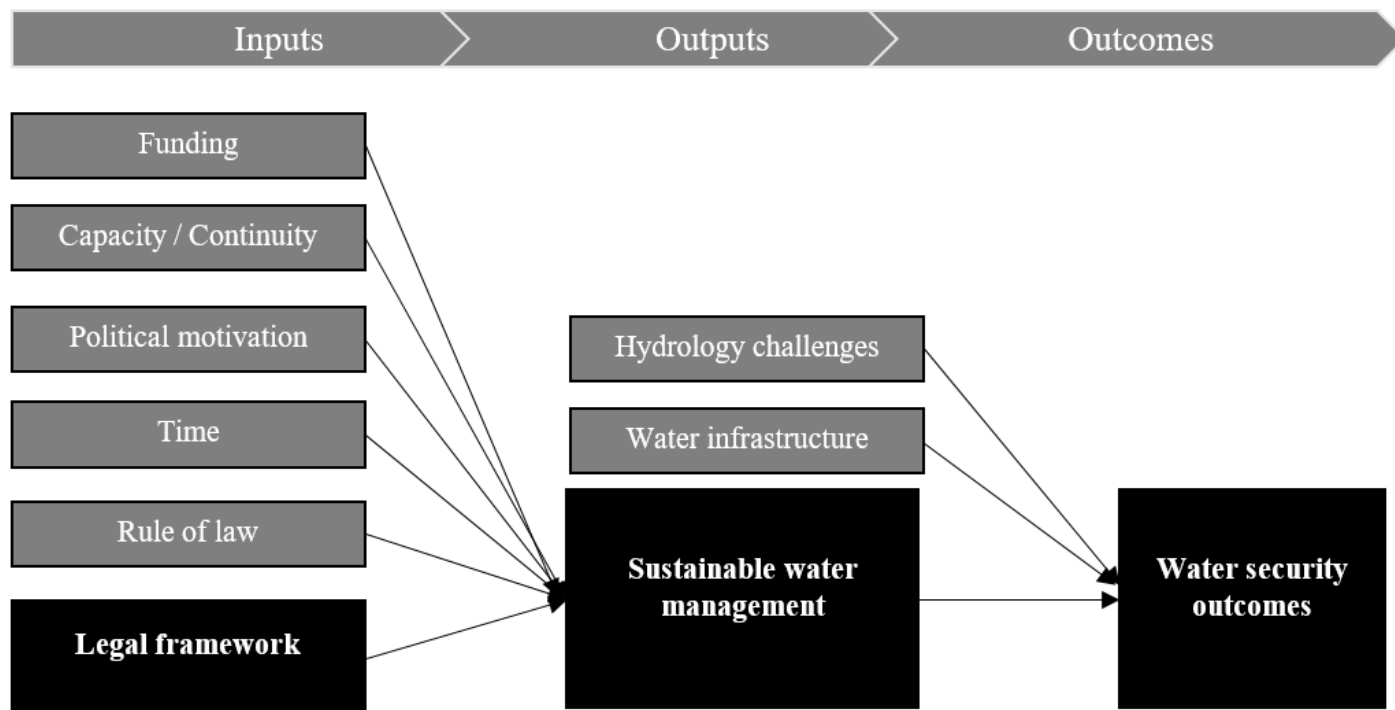 Inputs
Outputs
Outcomes
Funding
Capacity / Continuity
Political motivation
Time
Rule of law
Legal framework
Hydrology challenges
Water infrastructure
Sustainable water
management
Water security
outcomes